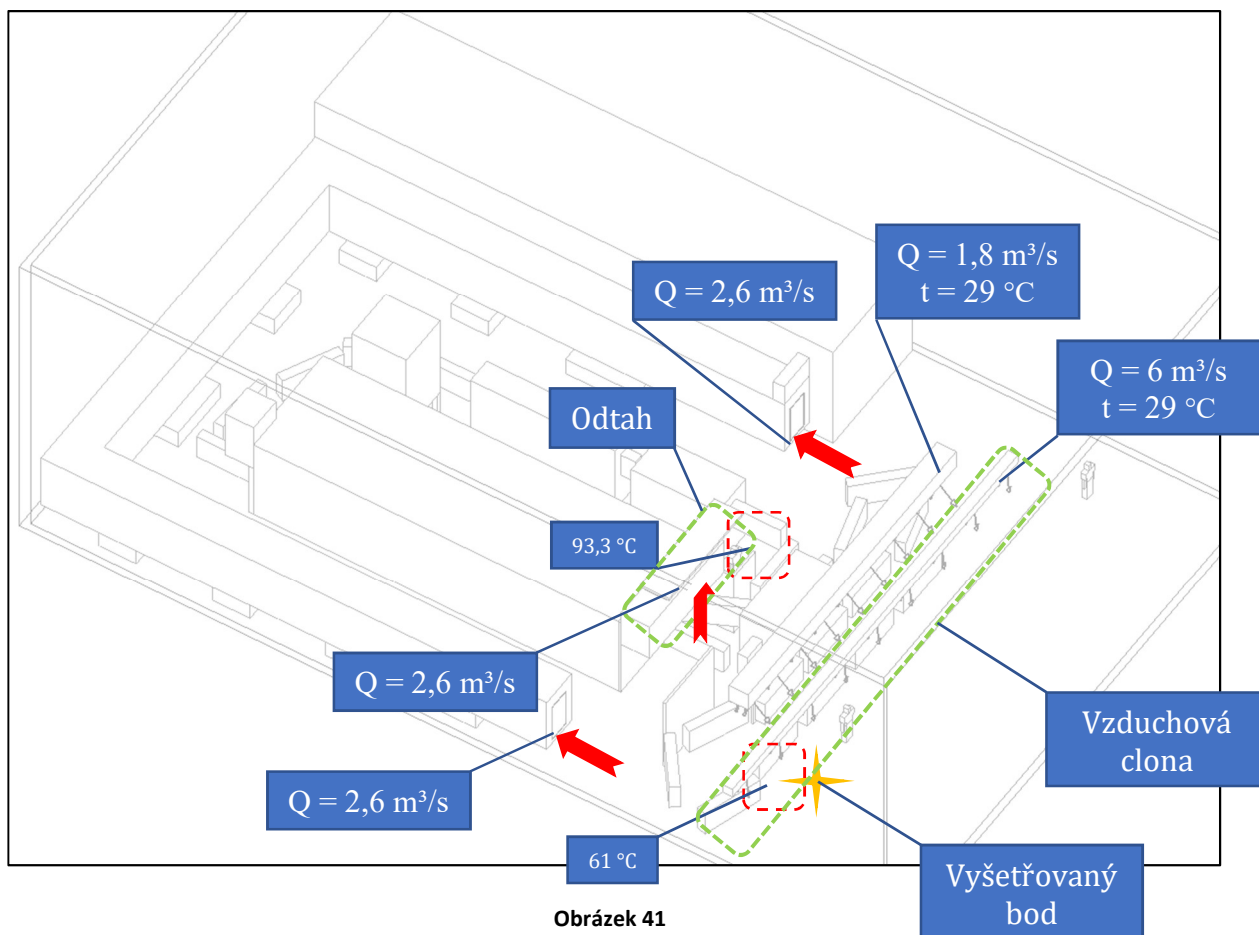 Q = 1,8 m³/s
t = 29 °C
Q = 2,6 m³/s
Q = 6 m³/s
t = 29 °C
Odtah
93,3 °C
Q = 2,6 m³/s
Vzduchová
clona
Q = 2,6 m³/s
61 °C
Vyšetřovaný
bod
Obrázek 41